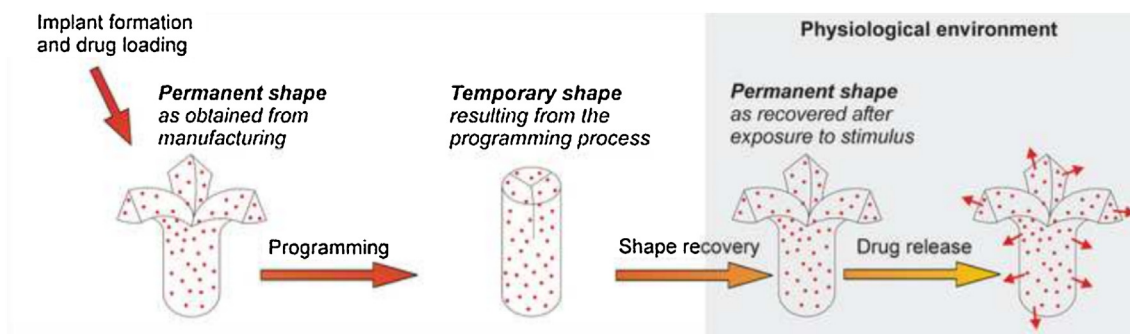 Implant formation
and drug loading
Permanent shape
as obtained from
manufacturing
Programming
Temporary shape
resulting from the
programming process
Shape recovery
Physiological environment
Permanent shape
as recovered after
exposure to stimulus
Drug release